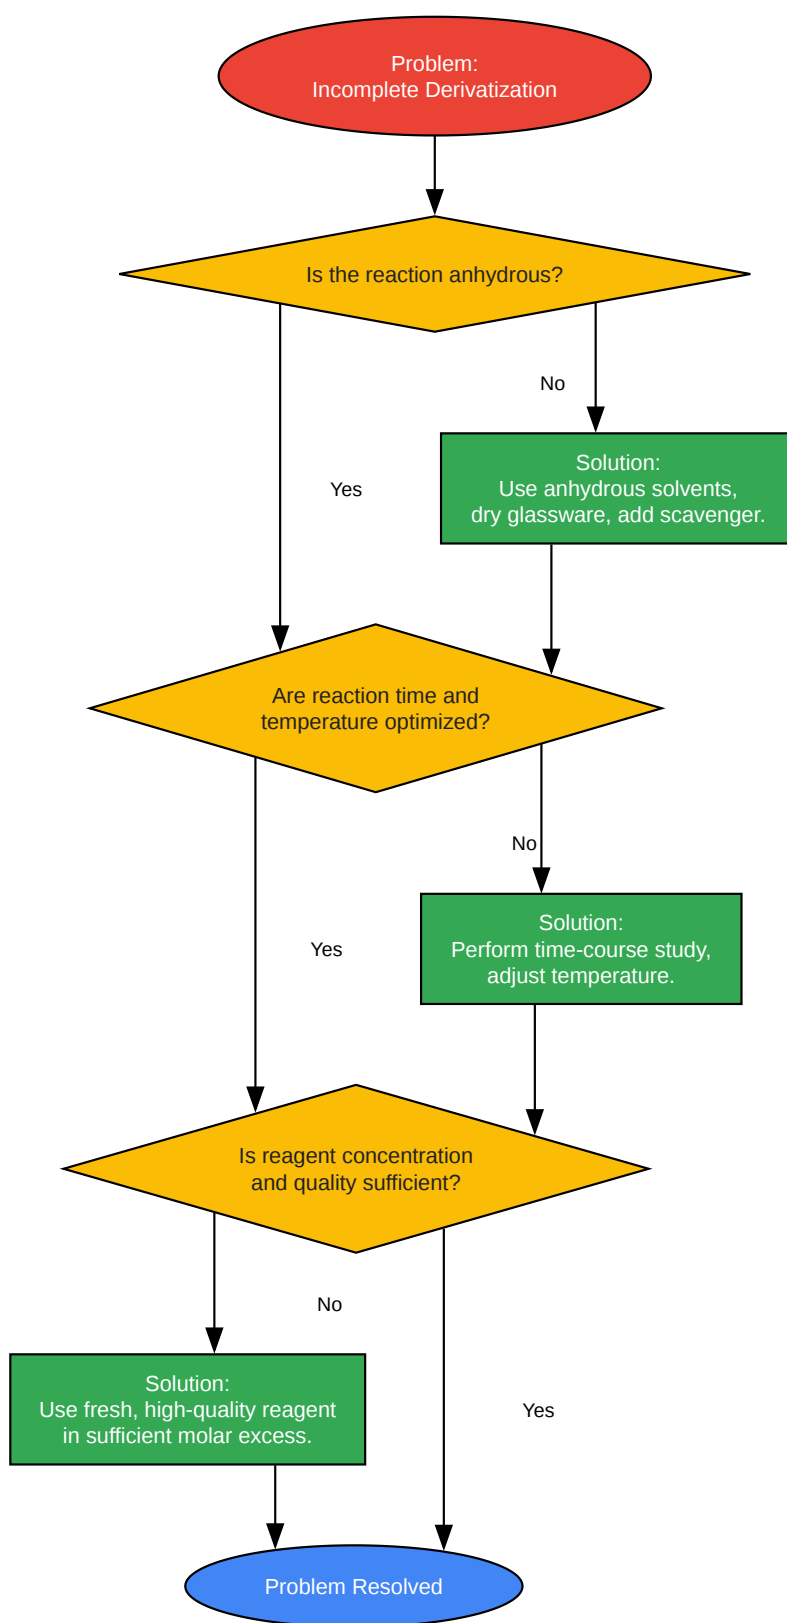 Problem:
Incomplete Derivatization
Is the reaction anhydrous?
No
Solution:
Use anhydrous solvents,
dry glassware, add scavenger.
Yes
Are reaction time and
temperature optimized?
No
Solution:
Perform time-course study,
adjust temperature.
Yes
Is reagent concentration
and quality sufficient?
No
Solution:
Use fresh, high-quality reagent
in sufficient molar excess.
Yes
Problem Resolved